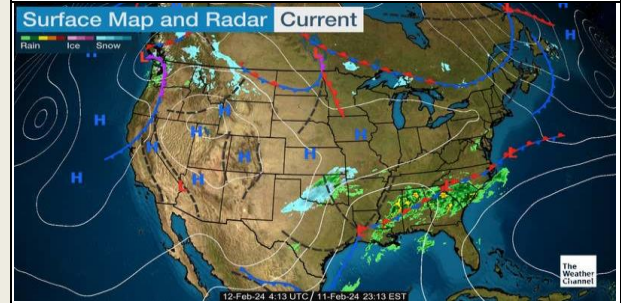 Surface Map and Radar Current
Rain Ice Snow
L
H
H
H
H
H
H
H
H
H
H
H
H
L
L
L
12-Feb-24 4:13 UTC / 11-Feb-24 23:13 EST
The
Weather
Channel